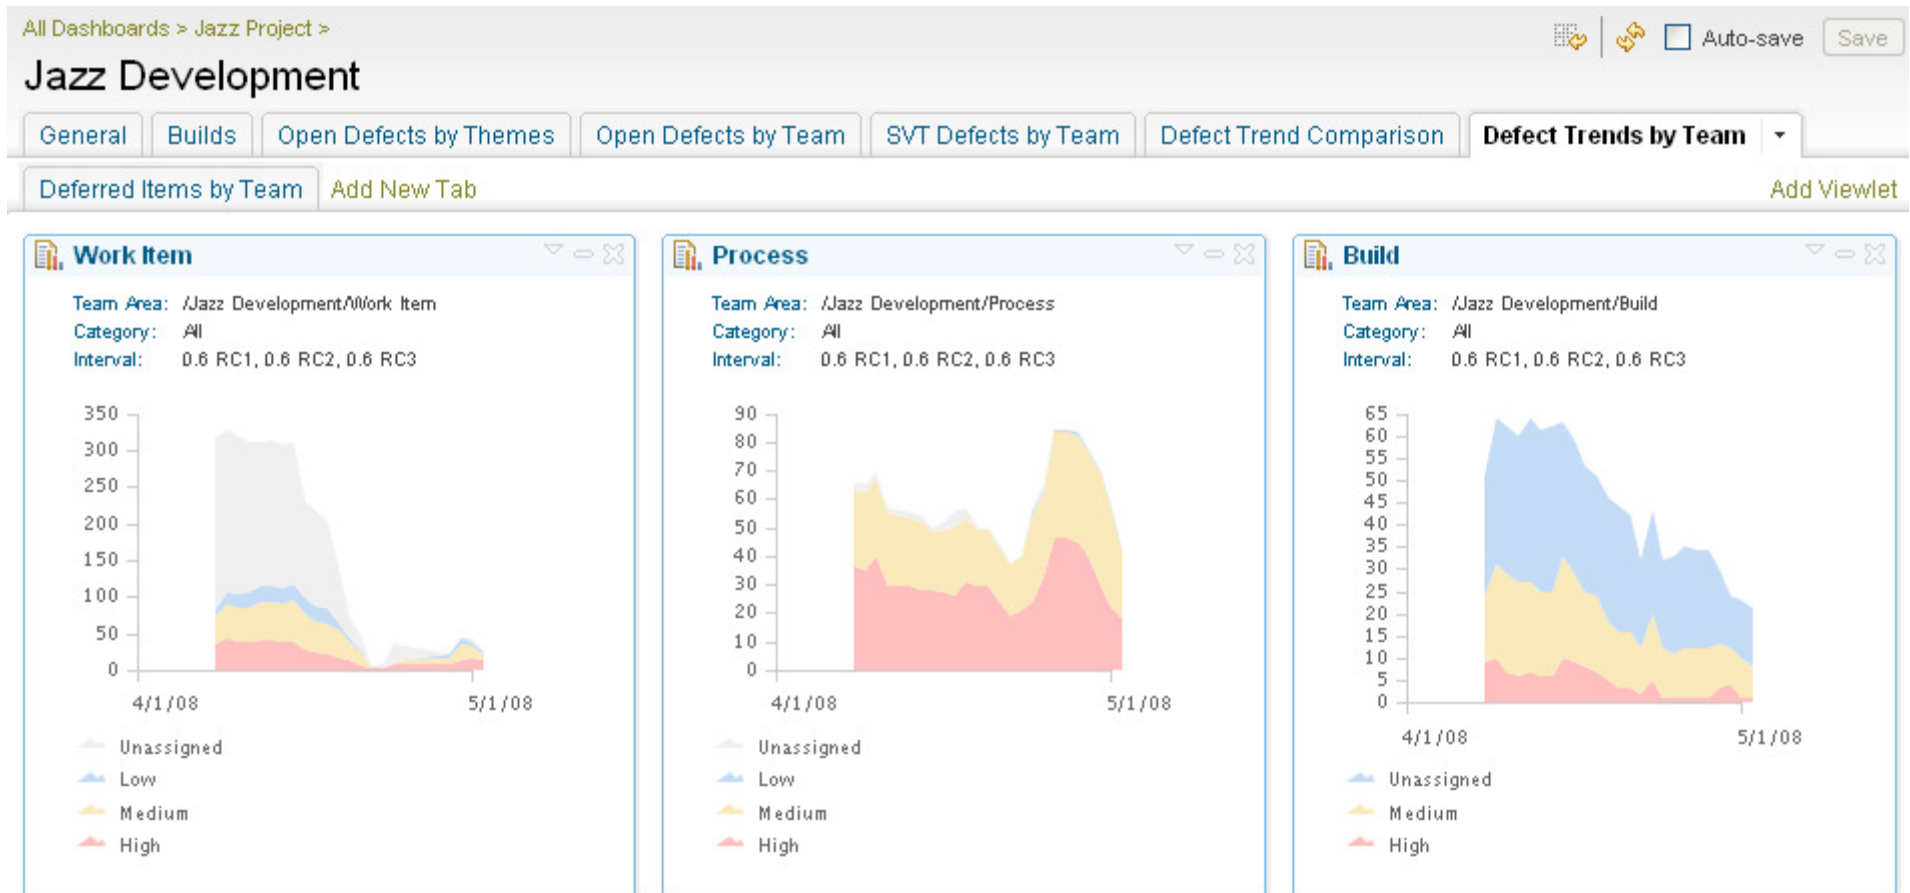 All Dashboards > Jazz Project >
Auto-save Save
Jazz Development
General Builds Open Defects by Themes Open Defects by Team SVT Defects by Team Defect Trend Comparison Defect Trends by Team
Deferred Items by Team Add New Tab Add Viewlet
Work Item
Team Area: /Jazz Development/Work Item
Category: All
Interval: 0.6 RC1, 0.6 RC2, 0.6 RC3
350
300
250
200
150
100
50
0
4/1/08 5/1/08
Unassigned
Low
Medium
High
Process
Team Area: /Jazz Development/Process
Category: All
Interval: 0.6 RC1, 0.6 RC2, 0.6 RC3
90
80
70
60
50
40
30
20
10
0
4/1/08 5/1/08
Unassigned
Low
Medium
High
Build
Team Area: /Jazz Development/Build
Category: All
Interval: 0.6 RC1, 0.6 RC2, 0.6 RC3
65
60
55
50
45
40
35
30
25
20
15
10
5
0
4/1/08 5/1/08
Unassigned
Medium
High